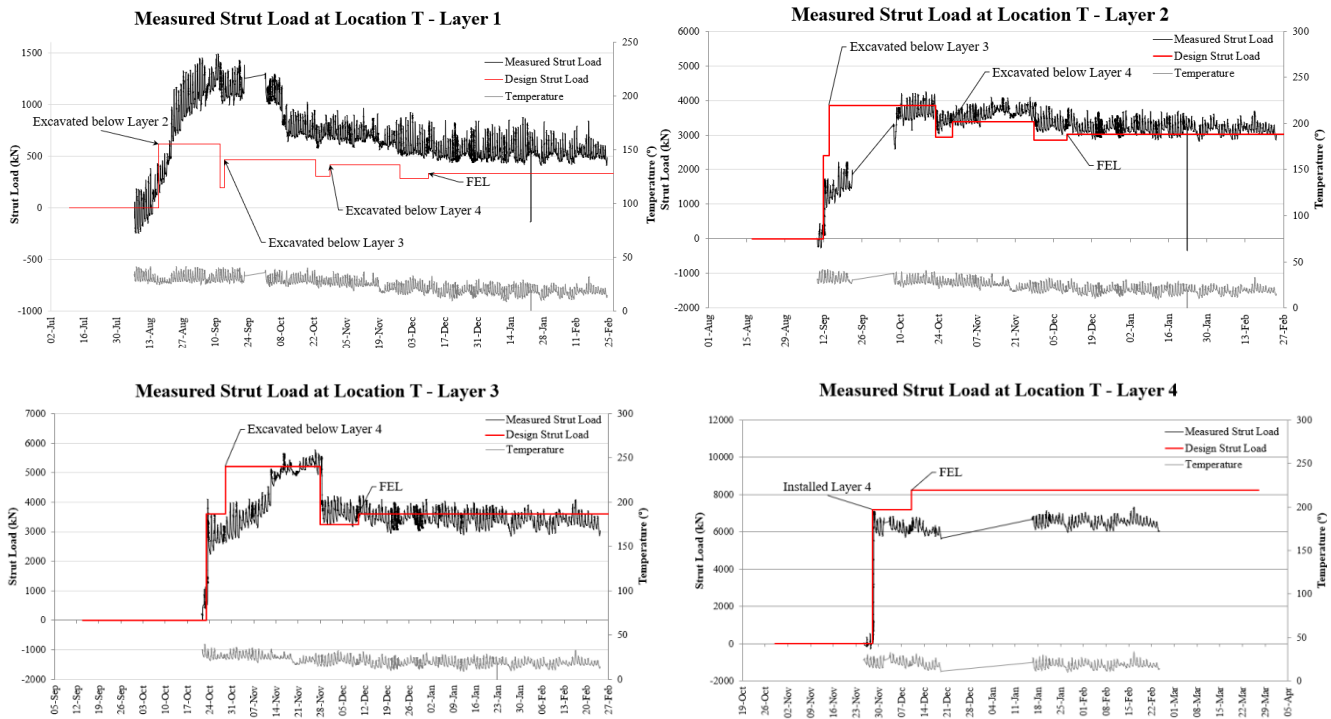 Measured Strut Load at Location T - Layer 1
Strut Load (kN)
1500
1000
500
0
-500
-1000
250
200
150
100
50
0
Temperature (º)
Measured Strut Load
Design Strut Load
Temperature
Excavated below Layer 2
Excavated below Layer 3
Excavated below Layer 4
FEL
02-Jul
16-Jul
30-Jul
13-Aug
27-Aug
10-Sep
24-Sep
08-Oct
22-Oct
05-Nov
19-Nov
03-Dec
17-Dec
31-Dec
14-Jan
28-Jan
11-Feb
25-Feb
Measured Strut Load at Location T - Layer 2
Strut Load (kN)
6000
5000
4000
3000
2000
1000
0
-1000
-2000
300
250
200
150
100
50
0
Temperature (º)
Measured Strut Load
Design Strut Load
Temperature
Excavated below Layer 3
Excavated below Layer 4
FEL
01-Aug
15-Aug
29-Aug
12-Sep
26-Sep
10-Oct
24-Oct
07-Nov
21-Nov
05-Dec
19-Dec
02-Jan
16-Jan
30-Jan
13-Feb
27-Feb
Measured Strut Load at Location T - Layer 3
Strut Load (kN)
7000
6000
5000
4000
3000
2000
1000
0
-1000
-2000
300
250
200
150
100
50
0
Temperature (º)
Measured Strut Load
Design Strut Load
Temperature
Excavated below Layer 4
FEL
05-Sep
12-Sep
19-Sep
26-Sep
03-Oct
10-Oct
17-Oct
24-Oct
31-Oct
07-Nov
14-Nov
21-Nov
28-Nov
05-Dec
12-Dec
19-Dec
26-Dec
02-Jan
09-Jan
16-Jan
23-Jan
30-Jan
06-Feb
13-Feb
20-Feb
27-Feb
Measured Strut Load at Location T - Layer 4
Strut Load (kN)
12000
10000
8000
6000
4000
2000
0
-2000
300
250
200
150
100
50
0
Temperature (º)
Measured Strut Load
Design Strut Load
Temperature
Installed Layer 4
FEL
19-Oct
26-Oct
02-Nov
09-Nov
16-Nov
23-Nov
30-Nov
07-Dec
14-Dec
21-Dec
28-Dec
04-Jan
11-Jan
18-Jan
25-Jan
01-Feb
08-Feb
15-Feb
22-Feb
01-Mar
08-Mar
15-Mar
22-Mar
29-Mar
05-Apr